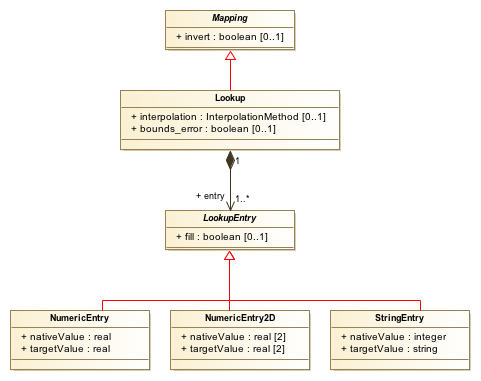 Mapping
+ invert : boolean [0..1]
Lookup
+ interpolation : InterpolationMethod [0..1]
+ bounds_error : boolean [0..1]
1
+ entry
1..*
LookupEntry
+ fill : boolean [0..1]
NumericEntry
+ nativeValue : real
+ targetValue : real
NumericEntry2D
+ nativeValue : real [2]
+ targetValue : real [2]
StringEntry
+ nativeValue : integer
+ targetValue : string